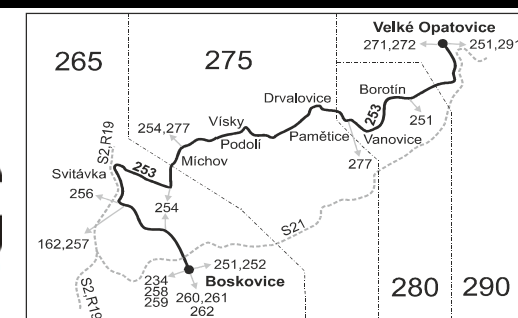 Velké Opatovice
271,272
251,291
265
275
Borotín
Drvalovice
253
251
254,277
Vísky
Podolí
Pamětice
Vanovice
S2,R19
253
Míchov
277
Svitávka
256
254
S21
162,257
251,252
Boskovice
234
258
259
260,261
262
280
290
S2,R19